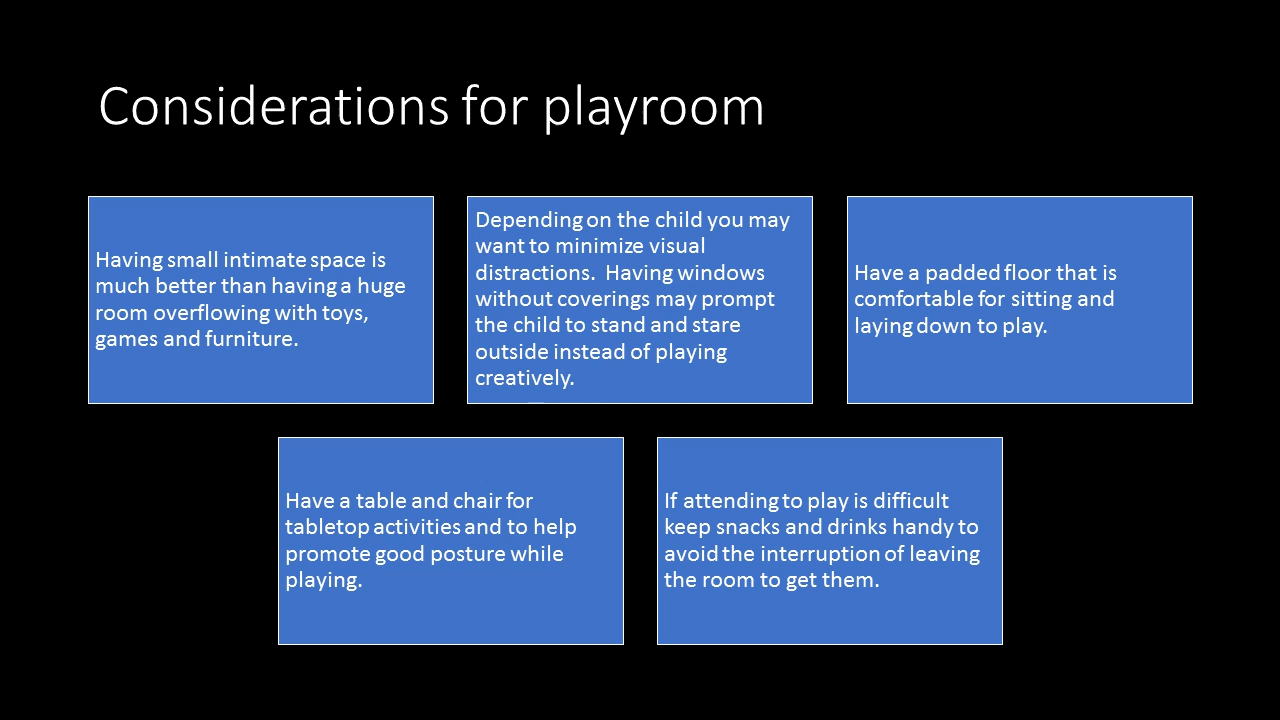 Considerations for playroom
Having small intimate space is
much better than having a huge
room overflowing with toys,
games and furniture.
Depending on the child you may
want to minimize visual
distractions.  Having windows
without coverings may prompt
the child to stand and stare
outside instead of playing
creatively.
Have a padded floor that is
comfortable for sitting and
laying down to play.
Have a table and chair for
tabletop activities and to help
promote good posture while
playing.
If attending to play is difficult
keep snacks and drinks handy to
avoid the interruption of leaving
the room to get them.